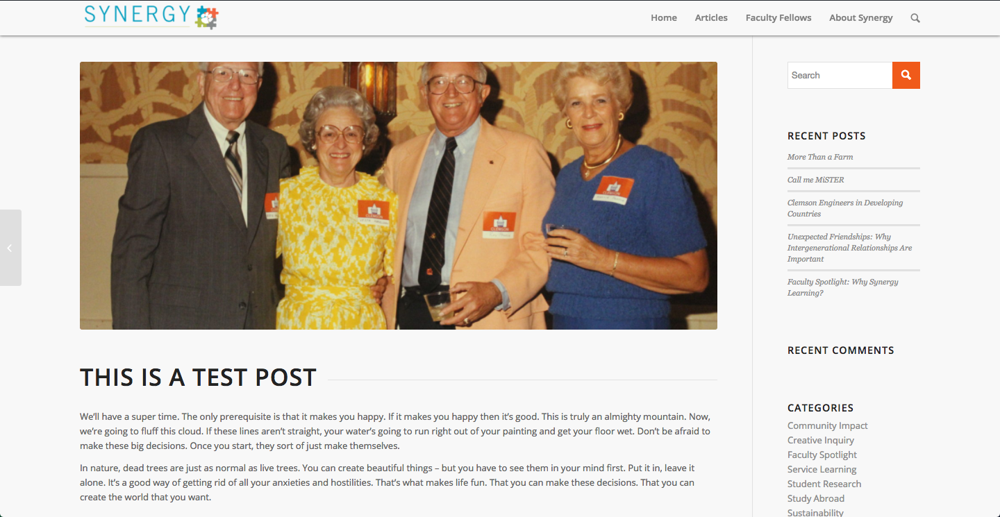 SYNERGY
Home
Articles
Faculty Fellows
About Synergy
CLEMSON
CLEMSON
CLEMSON
THIS IS A TEST POST
We’ll have a super time. The only prerequisite is that it makes you happy. If it makes you happy then it’s good. This is truly an almighty mountain. Now,
we’re going to fluff this cloud. If these lines aren’t straight, your water’s going to run right out of your painting and get your floor wet. Don’t be afraid to
make these big decisions. Once you start, they sort of just make themselves.
In nature, dead trees are just as normal as live trees. You can create beautiful things – but you have to see them in your mind first. Put it in, leave it
alone. It’s a good way of getting rid of all your anxieties and hostilities. That’s what makes life fun. That you can make these decisions. That you can
create the world that you want.
Search
RECENT POSTS
More Than a Farm
Call me MiSTER
Clemson Engineers in Developing
Countries
Unexpected Friendships: Why
Intergenerational Relationships Are
Important
Faculty Spotlight: Why Synergy
Learning?
RECENT COMMENTS
CATEGORIES
Community Impact
Creative Inquiry
Faculty Spotlight
Service Learning
Student Research
Study Abroad
Sustainability